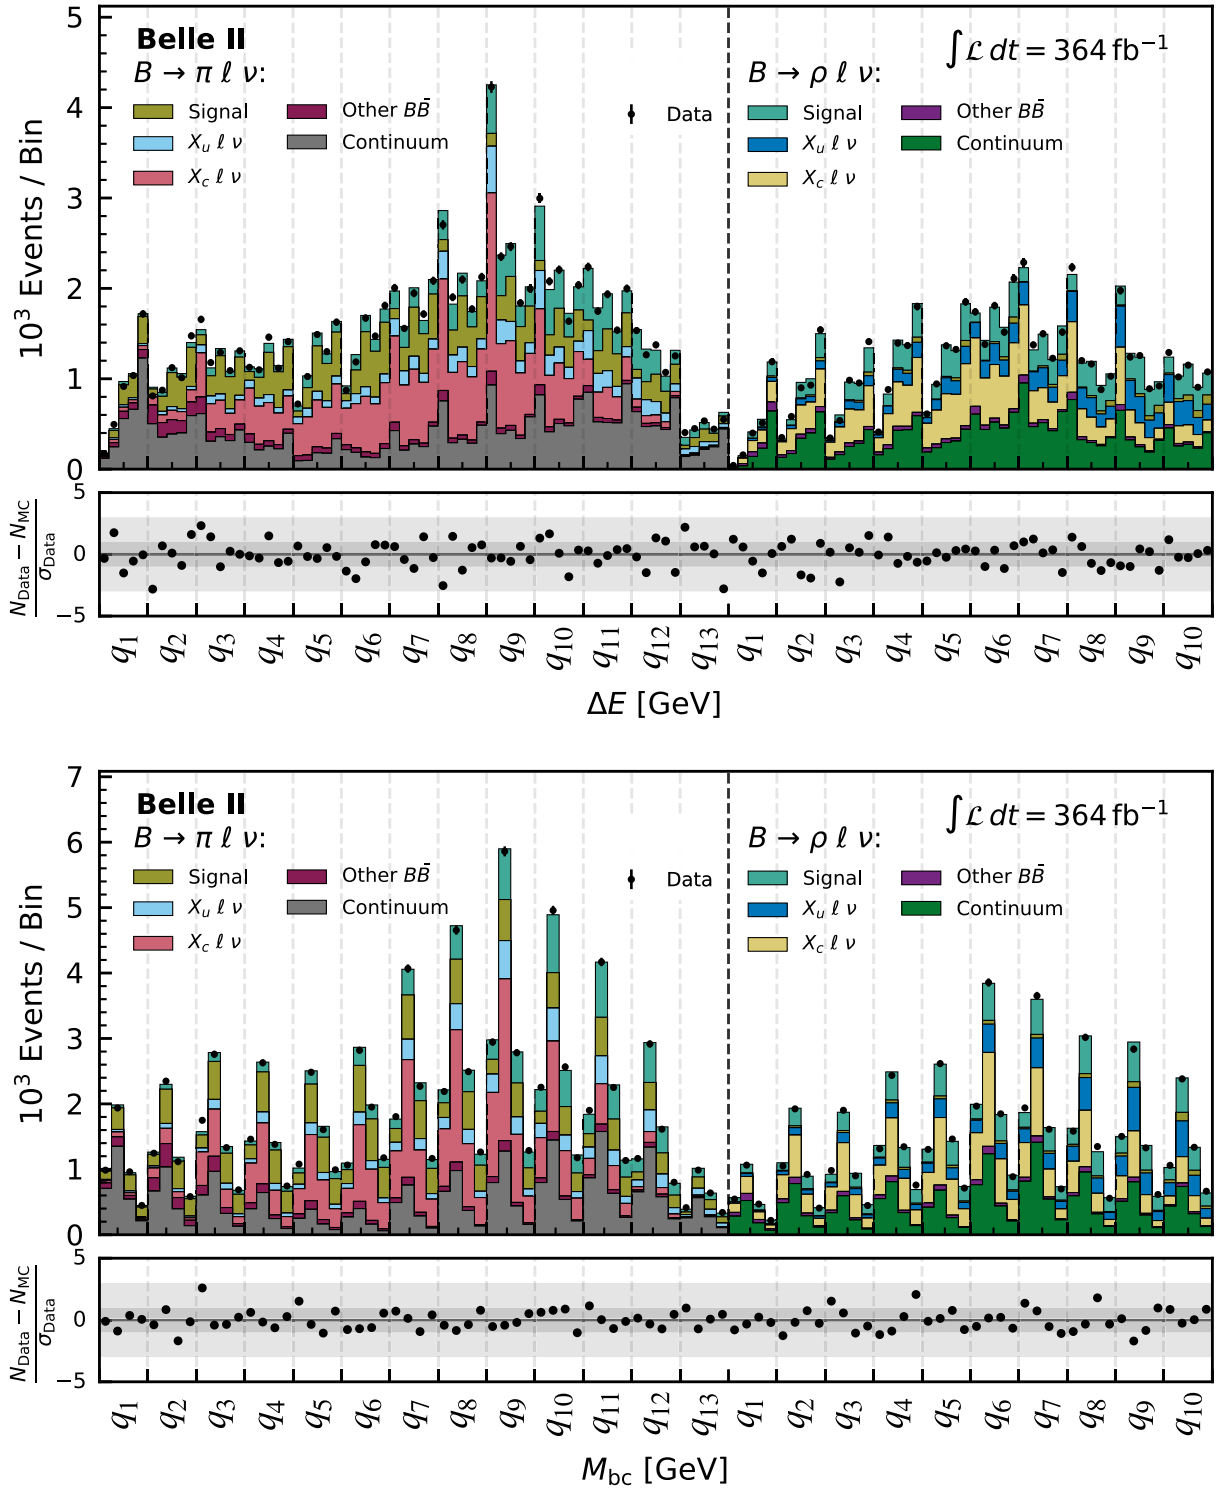 5
4
3
2
1
0
10³ Events / Bin
Belle II
B → π ℓ ν:
Signal
X_u ℓ ν
X_c ℓ ν
Other BB̄
Continuum
Data
∫ℒ dt = 364 fb⁻¹
B → ρ ℓ ν:
Signal
X_u ℓ ν
X_c ℓ ν
Other BB̄
Continuum
5
0
−5
N_Data − N_MC
σ_Data
q₁ q₂ q₃ q₄ q₅ q₆ q₇ q₈ q₉ q₁₀ q₁₁ q₁₂ q₁₃ q₁ q₂ q₃ q₄ q₅ q₆ q₇ q₈ q₉ q₁₀
ΔE [GeV]
7
6
5
4
3
2
1
0
10³ Events / Bin
Belle II
B → π ℓ ν:
Signal
X_u ℓ ν
X_c ℓ ν
Other BB̄
Continuum
Data
∫ℒ dt = 364 fb⁻¹
B → ρ ℓ ν:
Signal
X_u ℓ ν
X_c ℓ ν
Other BB̄
Continuum
5
0
−5
N_Data − N_MC
σ_Data
q₁ q₂ q₃ q₄ q₅ q₆ q₇ q₈ q₉ q₁₀ q₁₁ q₁₂ q₁₃ q₁ q₂ q₃ q₄ q₅ q₆ q₇ q₈ q₉ q₁₀
M_bc [GeV]